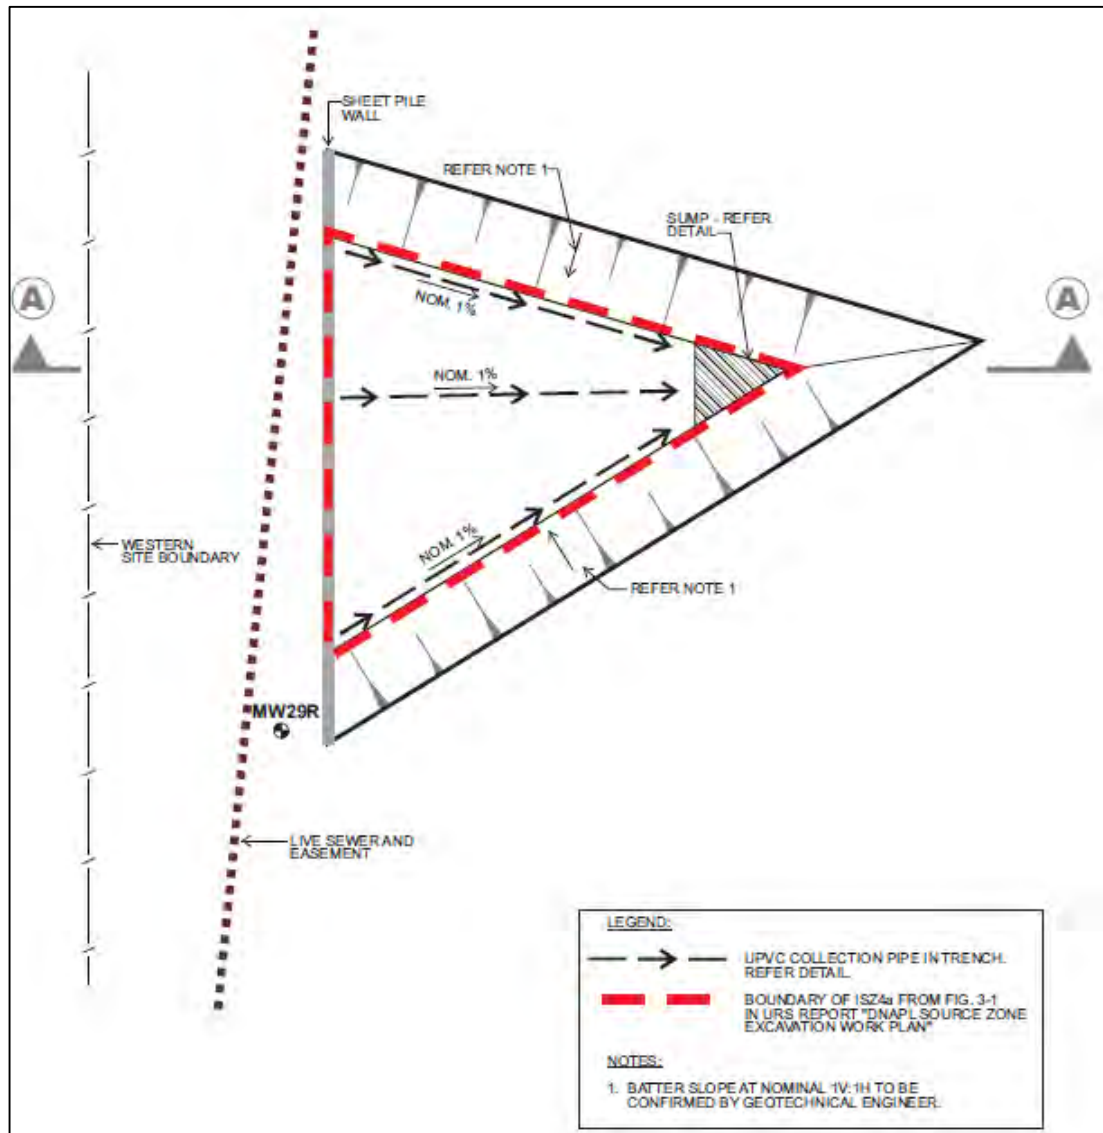 SHEET PILE
WALL
REFER NOTE 1
SUMP - REFER
DETAIL
A
A
NOM. 1%
NOM. 1%
WESTERN
SITE BOUNDARY
NOM. 1%
REFER NOTE 1
MW29R
LIVE SEWER AND
EASEMENT
LEGEND:
UPVC COLLECTION PIPE IN TRENCH.
REFER DETAIL.
BOUNDARY OF ISZ4a FROM FIG. 3-1
IN URS REPORT "DNAPL SOURCE ZONE
EXCAVATION WORK PLAN"
NOTES:
1. BATTER SLOPE AT NOMINAL 1V:1H TO BE
CONFIRMED BY GEOTECHNICAL ENGINEER.